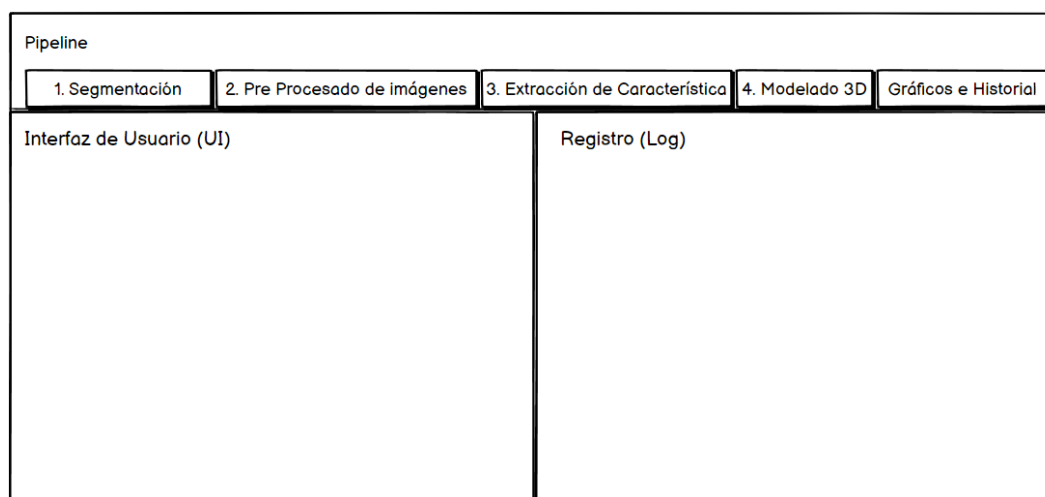 Pipeline
1. Segmentación
2. Pre Procesado de imágenes
3. Extracción de Característica
4. Modelado 3D
Gráficos e Historial
Interfaz de Usuario (UI)
Registro (Log)